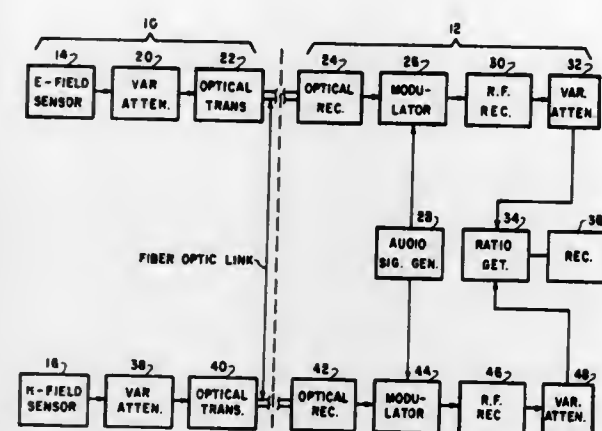 10
12
14
20
22
24
26
30
32
E-FIELD
SENSOR
VAR
ATTEN.
OPTICAL
TRANS
OPTICAL
REC.
MODU-
LATOR
R.F.
REC.
VAR.
ATTEN.
28
34
36
FIBER OPTIC LINK
AUDIO
SIG. GEN.
RATIO
GET.
REC.
16
38
40
42
44
46
48
H-FIELD
SENSOR
VAR
ATTEN.
OPTICAL
TRANS.
OPTICAL
REC.
MODU-
LATOR
R.F.
REC
VAR.
ATTEN.